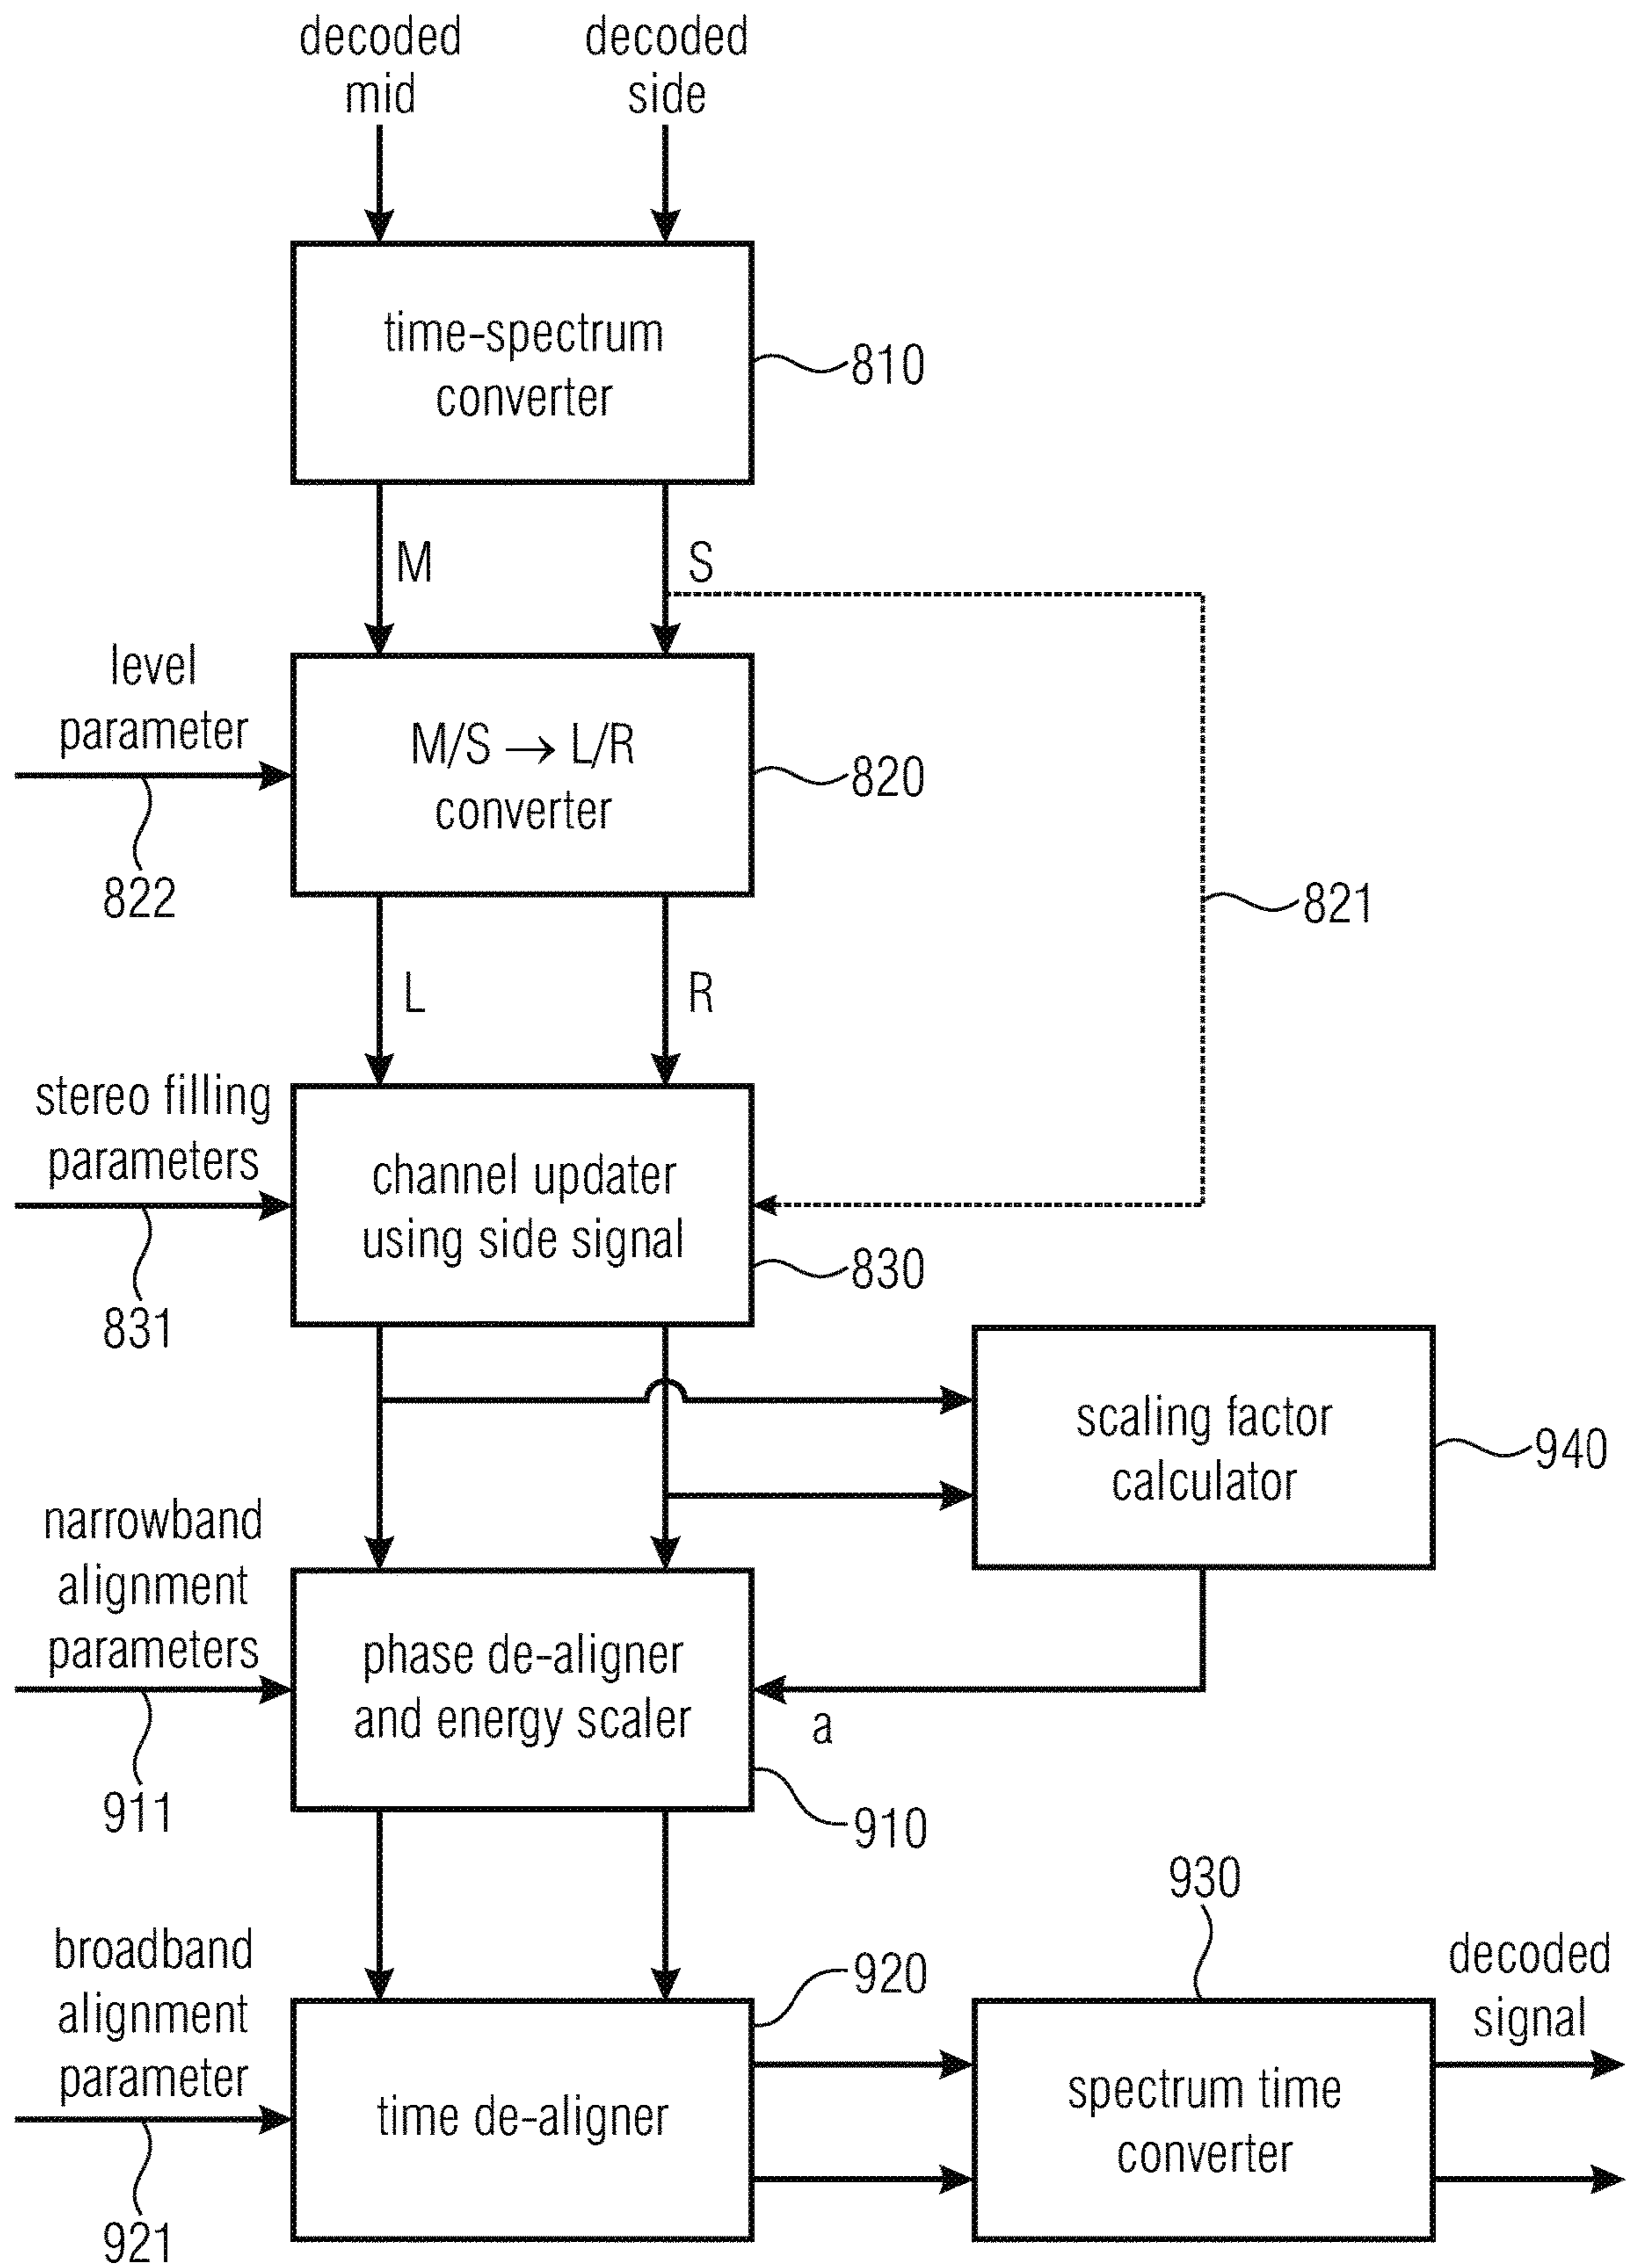 decoded
mid
decoded
side
time-spectrum
converter
810
M
S
level
parameter
822
M/S → L/R
converter
820
821
L
R
stereo filling
parameters
831
channel updater
using side signal
830
scaling factor
calculator
940
narrowband
alignment
parameters
911
phase de-aligner
and energy scaler
a
910
930
broadband
alignment
parameter
921
time de-aligner
920
spectrum time
converter
decoded
signal